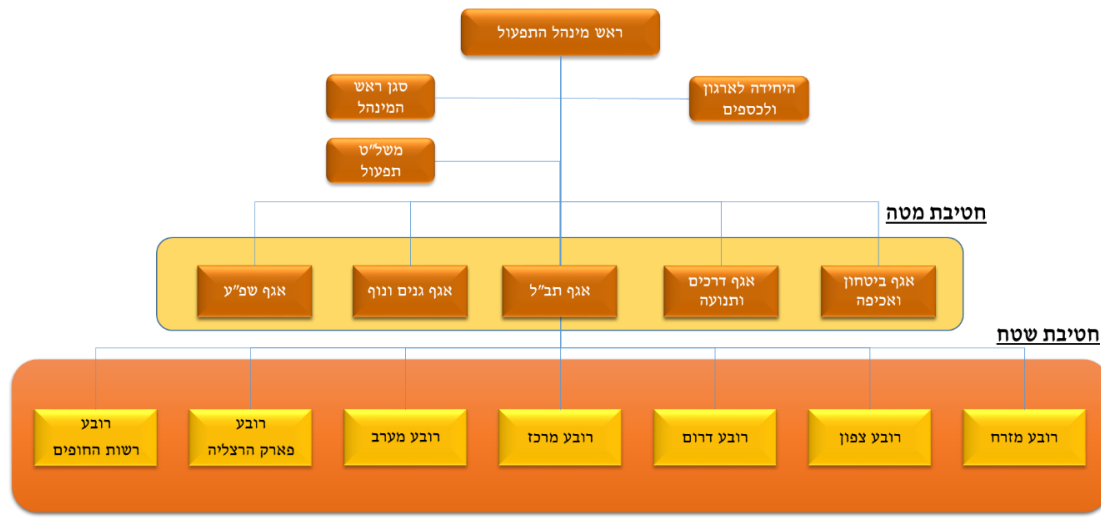 ראש מינהל התפעול
היחידה לארגון
ולכספים
סגן ראש
המינהל
משל"ט
תפעול
חטיבת מטה
אגף ביטחון
ואכיפה
אגף דרכים
ותנועה
אגף תב"ל
אגף גנים ונוף
אגף שפ"ע
חטיבת שטח
רובע מזרח
רובע צפון
רובע דרום
רובע מרכז
רובע מערב
רובע
פארק הרצליה
רובע
רשות החופים